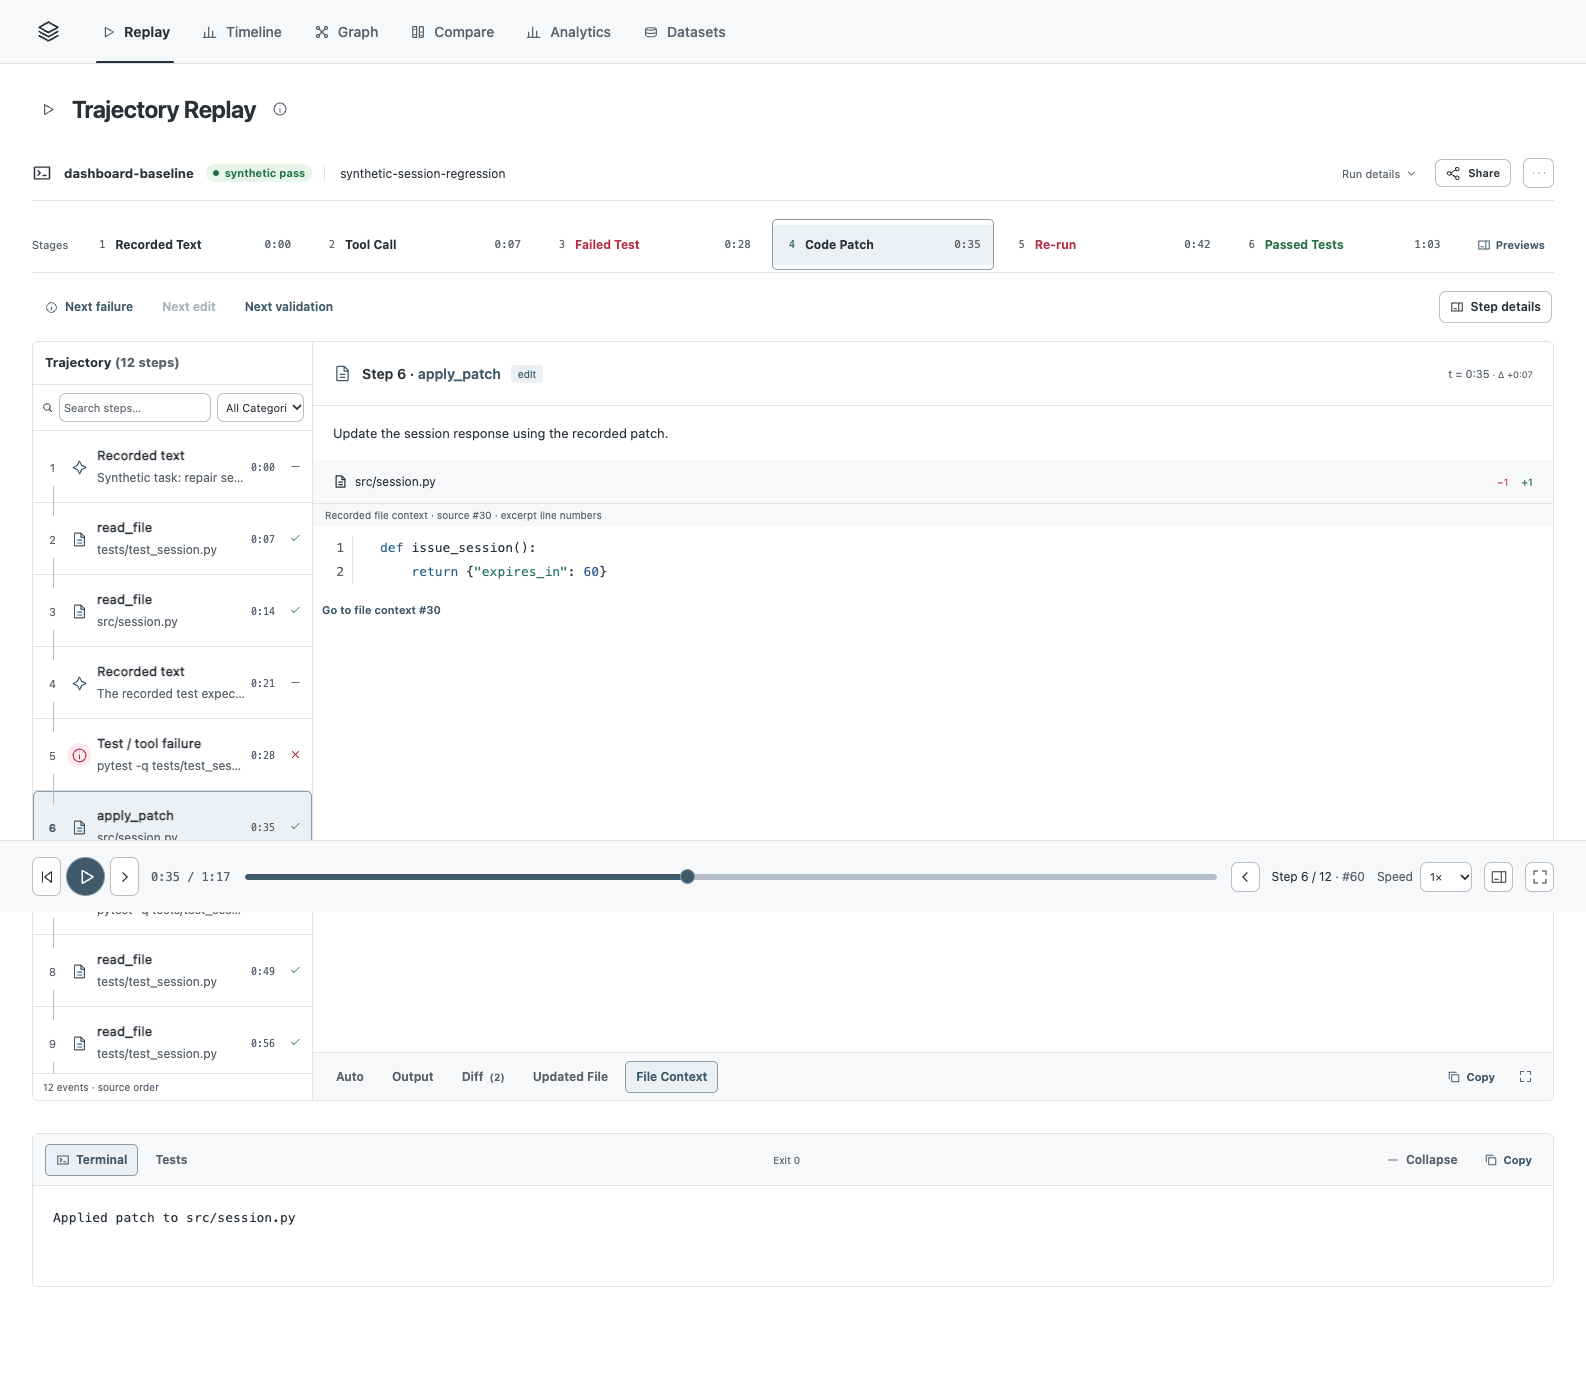 Replay
Timeline
Graph
Compare
Analytics
Datasets
Trajectory Replay
dashboard-baseline
synthetic pass
synthetic-session-regression
Run details
Share
Stages
1 Recorded Text 0:00
2 Tool Call 0:07
3 Failed Test 0:28
4 Code Patch 0:35
5 Re-run 0:42
6 Passed Tests 1:03
Previews
Next failure
Next edit
Next validation
Step details
Trajectory (12 steps)
Search steps...
All Categori
1 Recorded text 0:00 –
Synthetic task: repair se...
2 read_file 0:07
tests/test_session.py
3 read_file 0:14
src/session.py
4 Recorded text 0:21 –
The recorded test expec...
5 Test / tool failure 0:28
pytest -q tests/test_ses...
6 apply_patch 0:35
src/session.py
Step 6 · apply_patch
edit
t = 0:35 · Δ +0:07
Update the session response using the recorded patch.
src/session.py
−1 +1
Recorded file context · source #30 · excerpt line numbers
1 def issue_session():
2 return {"expires_in": 60}
Go to file context #30
0:35 / 1:17
Step 6 / 12 · #60
Speed
1×
pytest -q tests/test_ses...
8 read_file 0:49
tests/test_session.py
9 read_file 0:56
tests/test_session.py
12 events · source order
Auto
Output
Diff (2)
Updated File
File Context
Copy
Terminal
Tests
Exit 0
Collapse
Copy
Applied patch to src/session.py